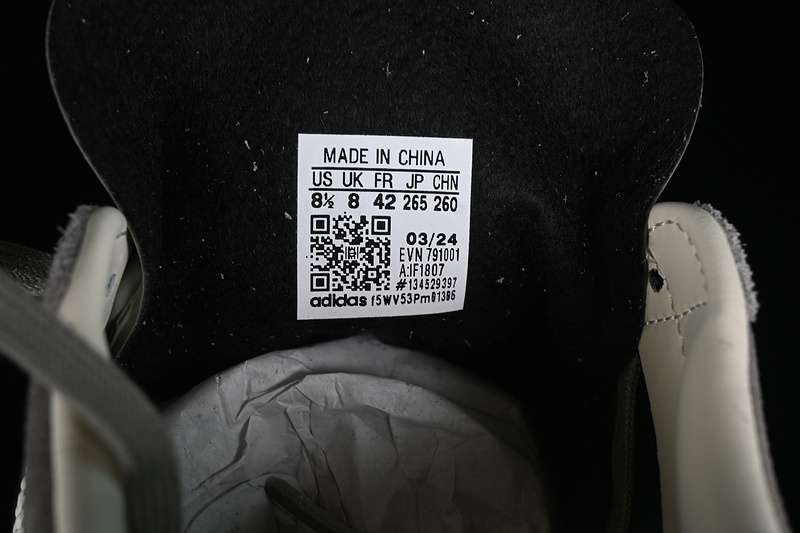 MADE IN CHINA
US UK FR JP CHN
8½ 8 42 265 260
03/24
EVN 791001
A:IF1807
#134529397
adidas f5WV53Pm01386